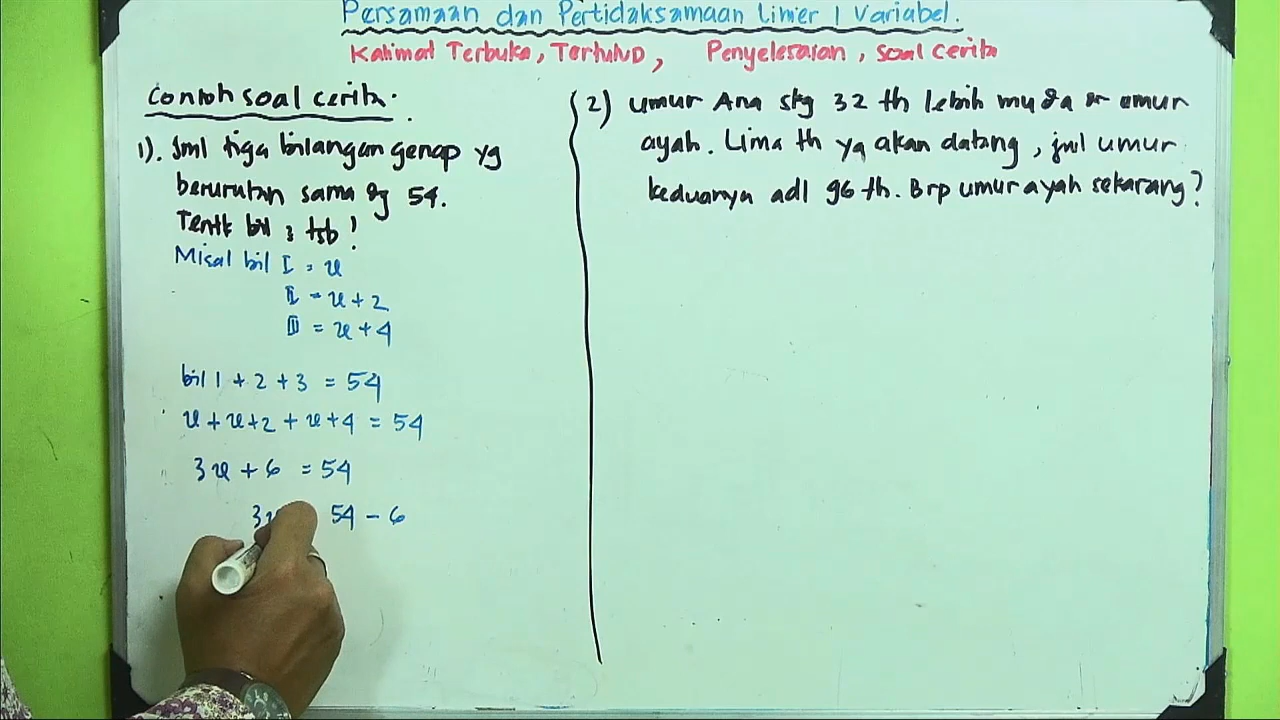 Persamaan dan Pertidaksamaan Linier 1 Variabel.
Kalimat Terbuka, Tertutup, Penyelesaian, Soal cerita
Contoh soal cerita.
1). Jml tiga bilangan genap yg
berurutan sama dg 54.
Tentk bil 3 tsb!
Misal bil I = x
II = x + 2
III = x + 4
bil 1 + 2 + 3 = 54
x + x+2 + x+4 = 54
3x + 6 = 54
3x 54 - 6
2) Umur Ana skg 32 th lebih muda dr umur
ayah. Lima th yg akan datang, jml umur
keduanya adl 96 th. Brp umur ayah sekarang?